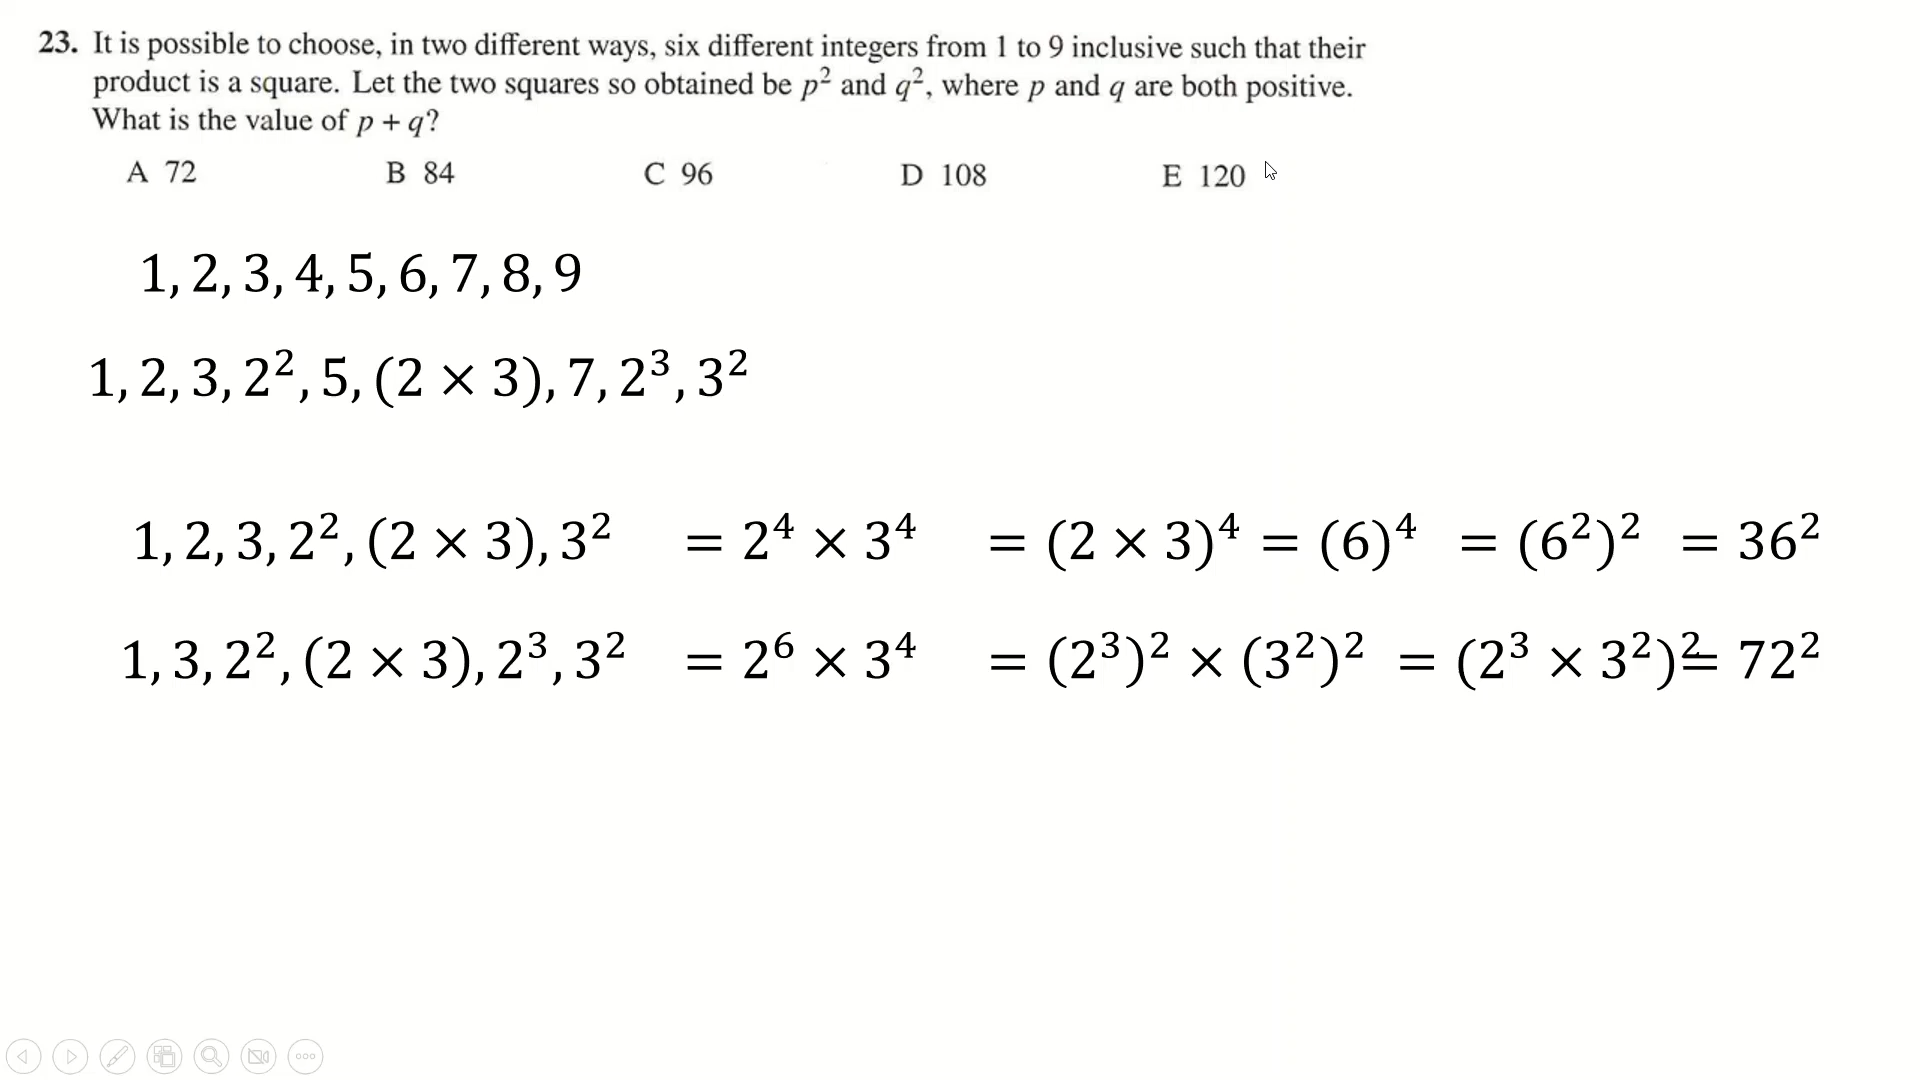 23. It is possible to choose, in two different ways, six different integers from 1 to 9 inclusive such that their
product is a square. Let the two squares so obtained be p² and q², where p and q are both positive.
What is the value of p + q?
A 72 B 84 C 96 D 108 E 120
1, 2, 3, 4, 5, 6, 7, 8, 9
1, 2, 3, 2², 5, (2 × 3), 7, 2³, 3²
1, 2, 3, 2², (2 × 3), 3² = 2⁴ × 3⁴ = (2 × 3)⁴ = (6)⁴ = (6²)² = 36²
1, 3, 2², (2 × 3), 2³, 3² = 2⁶ × 3⁴ = (2³)² × (3²)² = (2³ × 3²)² = 72²